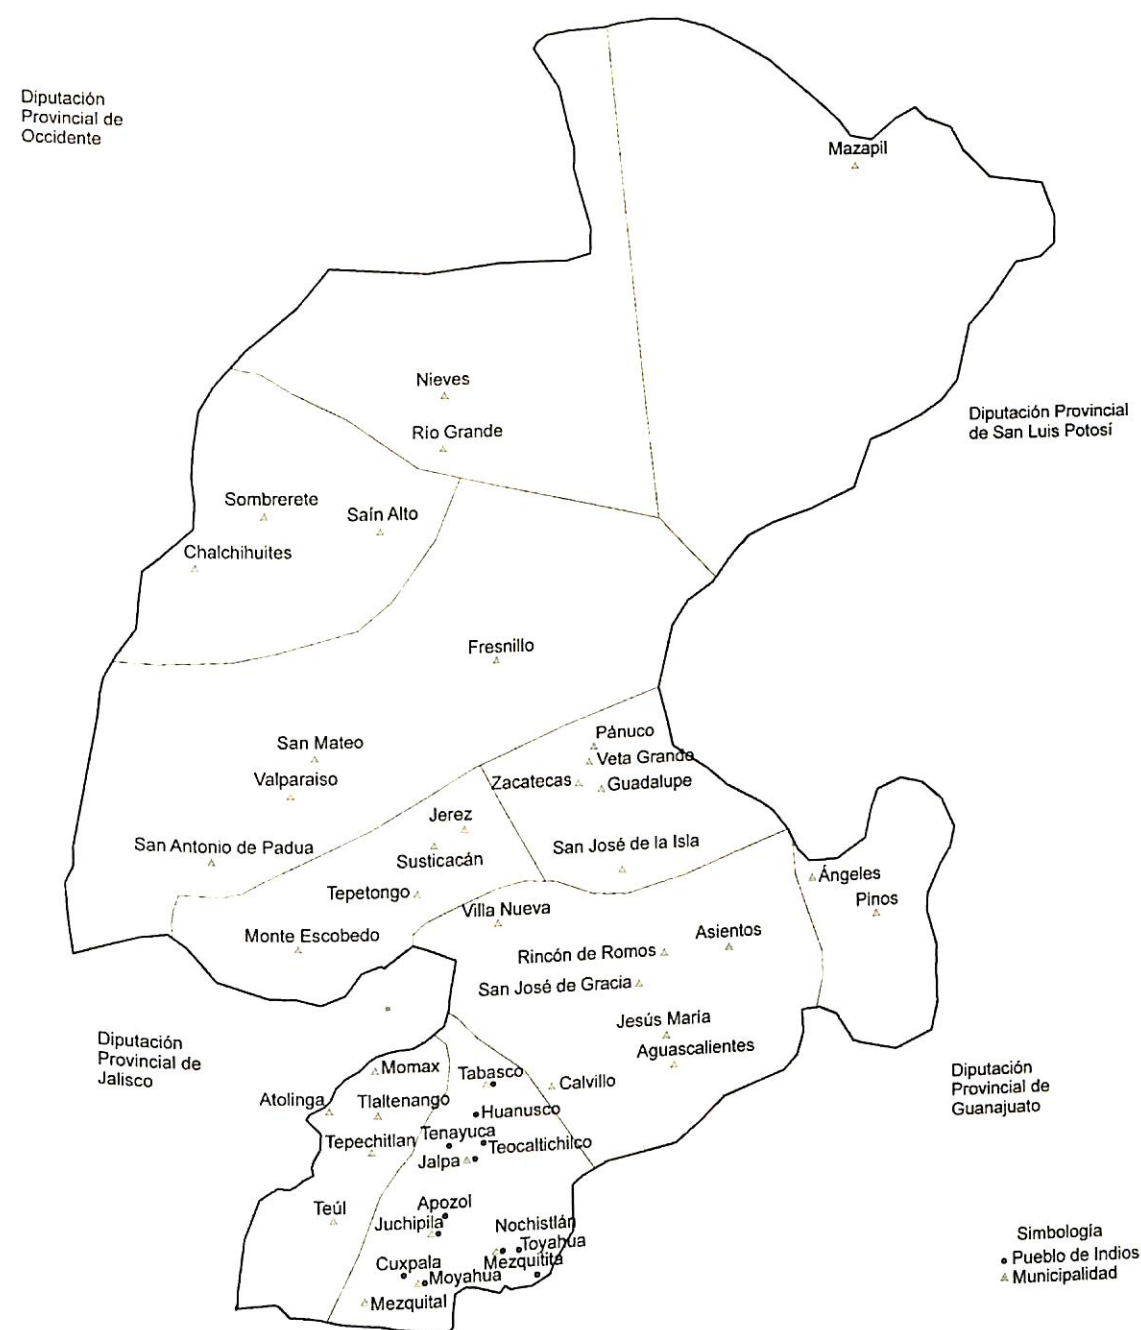 Diputación
Provincial de
Occidente
Mazapil
Nieves
Río Grande
Diputación Provincial
de San Luis Potosí
Sombrerete
Saín Alto
Chalchihuites
Fresnillo
San Mateo
Valparaiso
San Antonio de Padua
Pánuco
Veta Grande
Zacatecas
Guadalupe
Jerez
Susticacán
San José de la Isla
Tepetongo
Monte Escobedo
Villa Nueva
Ángeles
Pinos
Asientos
Rincón de Romos
San José de Gracia
Jesús María
Aguascalientes
Calvillo
Diputación
Provincial de
Jalisco
Diputación
Provincial de
Guanajuato
Momax
Atolinga
Tlaltenango
Tepechitlan
Teúl
Tabasco
Huanusco
Tenayuca
Teocaltichilco
Jalpa
Apozol
Juchipila
Nochistlán
Toyahua
Mezquitita
Cuxpala
Moyahua
Mezquital
Simbología
Pueblo de Indios
Municipalidad